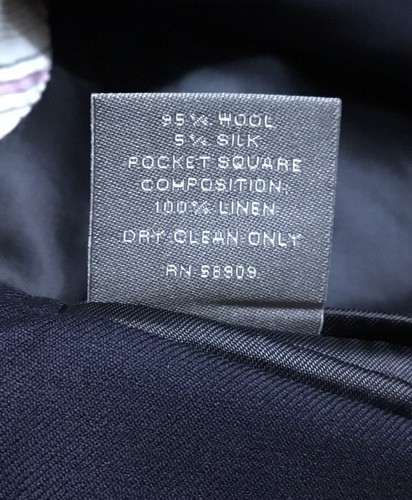 95% WOOL
5% SILK
POCKET SQUARE
COMPOSITION:
100% LINEN
DRY CLEAN ONLY
RN 58909